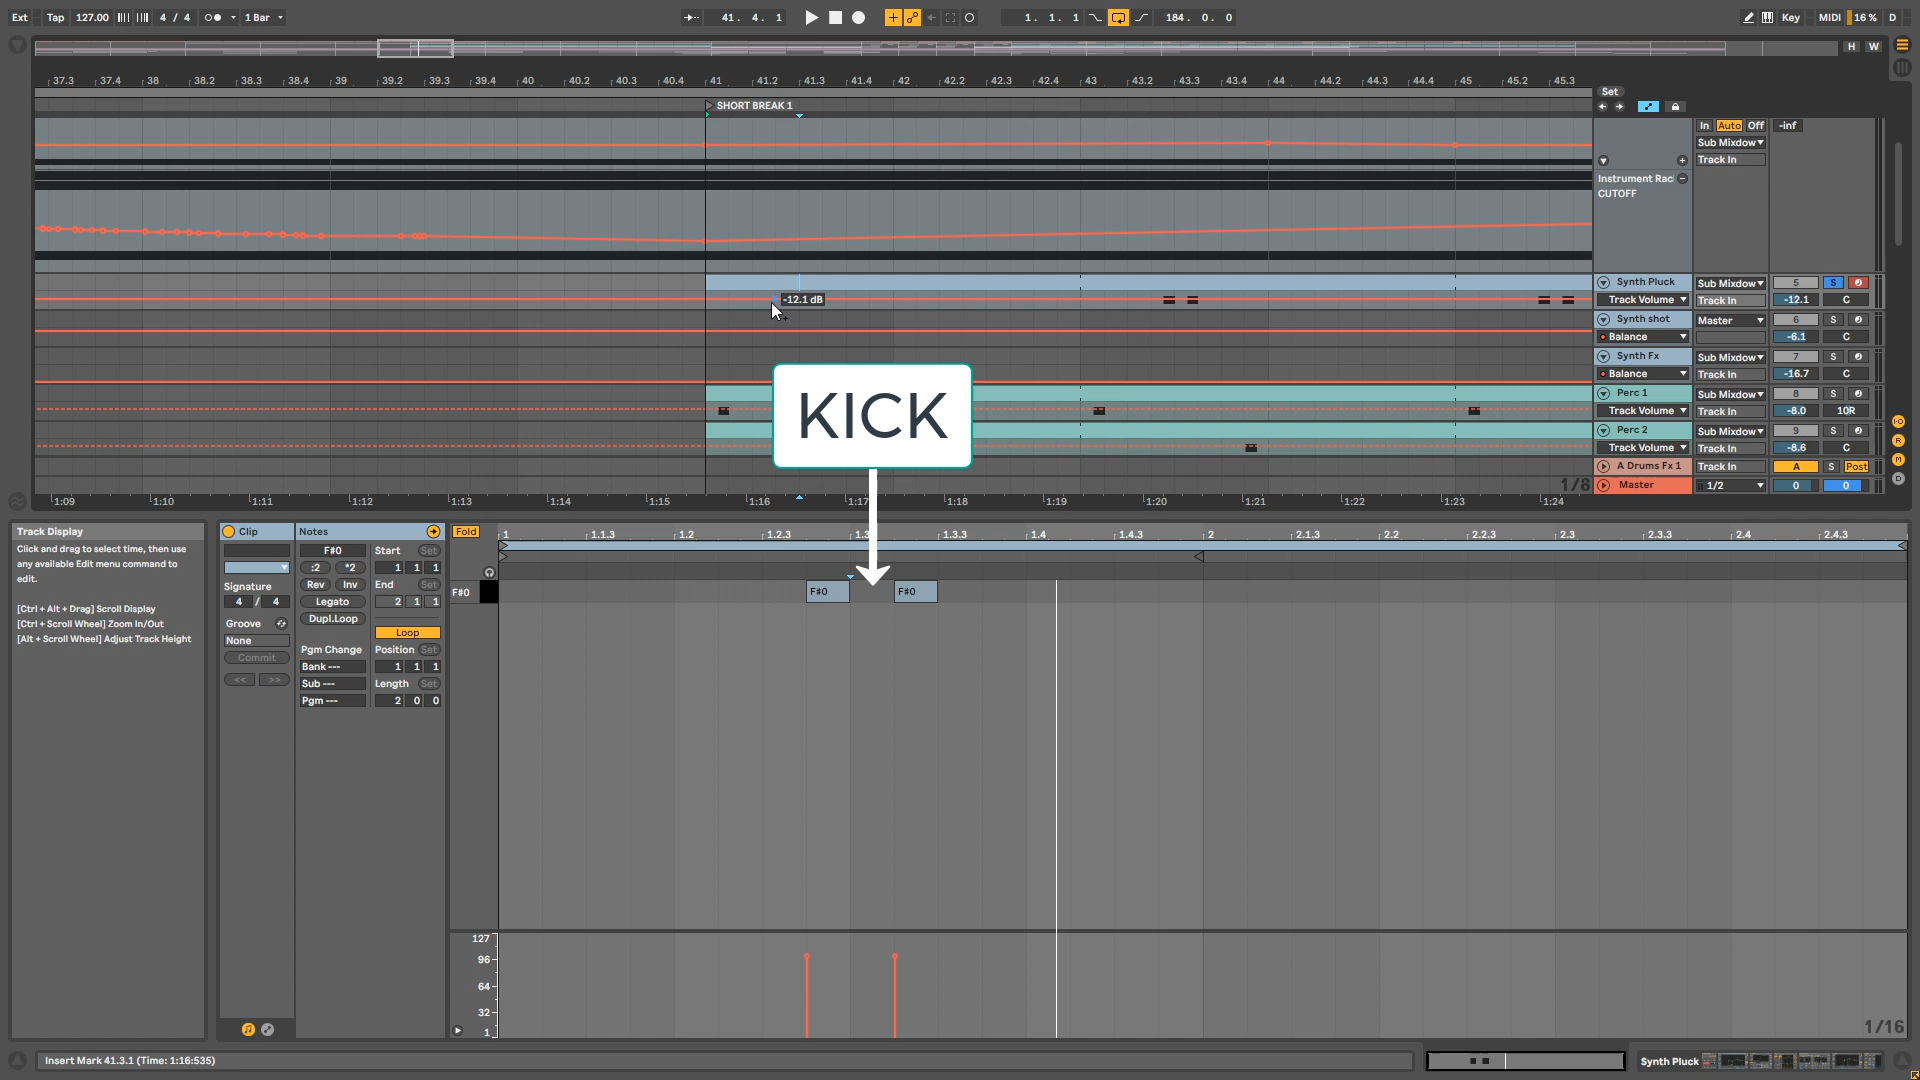 Ext Tap 127.00 4 / 4 1 Bar 41. 4. 1 1. 1. 1 184. 0. 0 Key MIDI 16 % D
H W
37.3 37.4 38 38.2 38.3 38.4 39 39.2 39.3 39.4 40 40.2 40.3 40.4 41 41.2 41.3 41.4 42 42.2 42.3 42.4 43 43.2 43.3 43.4 44 44.2 44.3 44.4 45 45.2 45.3
Set
SHORT BREAK 1
In Auto Off -inf
Sub Mixdow
Track In
Instrument Rac
CUTOFF
Synth Pluck Sub Mixdow 5 S
-12.1 dB Track Volume Track In -12.1 C
Synth shot Master 6 S
Balance -6.1 C
Synth Fx Sub Mixdow 7 S
Balance Track In -16.7 C
Perc 1 Sub Mixdow 8 S
Track Volume Track In -8.0 10R
KICK
Perc 2 Sub Mixdow 9 S
Track Volume Track In -8.6 C
A Drums Fx 1 Track In A S Post
1/8 Master 1/2 0 0
1:09 1:10 1:11 1:12 1:13 1:14 1:15 1:16 1:17 1:18 1:19 1:20 1:21 1:22 1:23 1:24
Track Display
Click and drag to select time, then use
any available Edit menu command to
edit.
[Ctrl + Alt + Drag] Scroll Display
[Ctrl + Scroll Wheel] Zoom In/Out
[Alt + Scroll Wheel] Adjust Track Height
Clip
Signature
4 / 4
Groove
None
Commit
<< >>
Notes
F#0
:2 *2
Rev Inv
Legato
Dupl.Loop
Pgm Change
Bank ---
Sub ---
Pgm ---
Start Set
1 1 1
End Set
2 1 1
Loop
Position Set
1 1 1
Length Set
2 0 0
Fold
1 1.1.3 1.2 1.2.3 1.3 1.3.3 1.4 1.4.3 2 2.1.3 2.2 2.2.3 2.3 2.3.3 2.4 2.4.3
F#0 F#0 F#0
127
96
64
32
1
1/16
Insert Mark 41.3.1 (Time: 1:16:535)
Synth Pluck